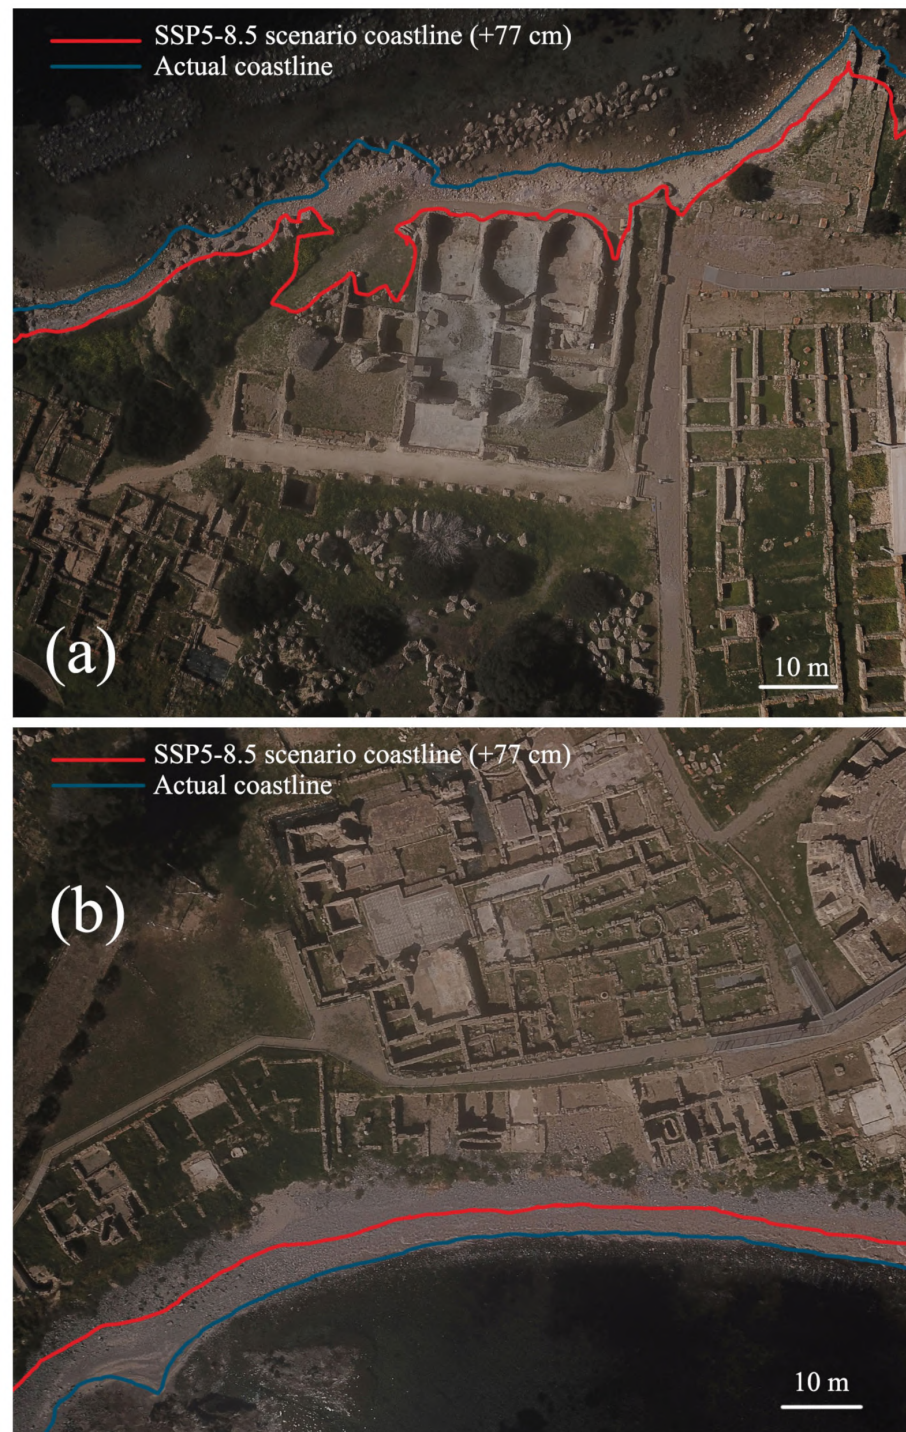 SSP5-8.5 scenario coastline (+77 cm)
Actual coastline
(a)
10 m
SSP5-8.5 scenario coastline (+77 cm)
Actual coastline
(b)
10 m